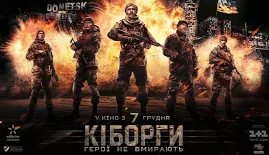 DONETSK
У КІНО З 7 ГРУДНЯ
КІБОРГИ
ГЕРОЇ НЕ ВМИРАЮТЬ
1+1